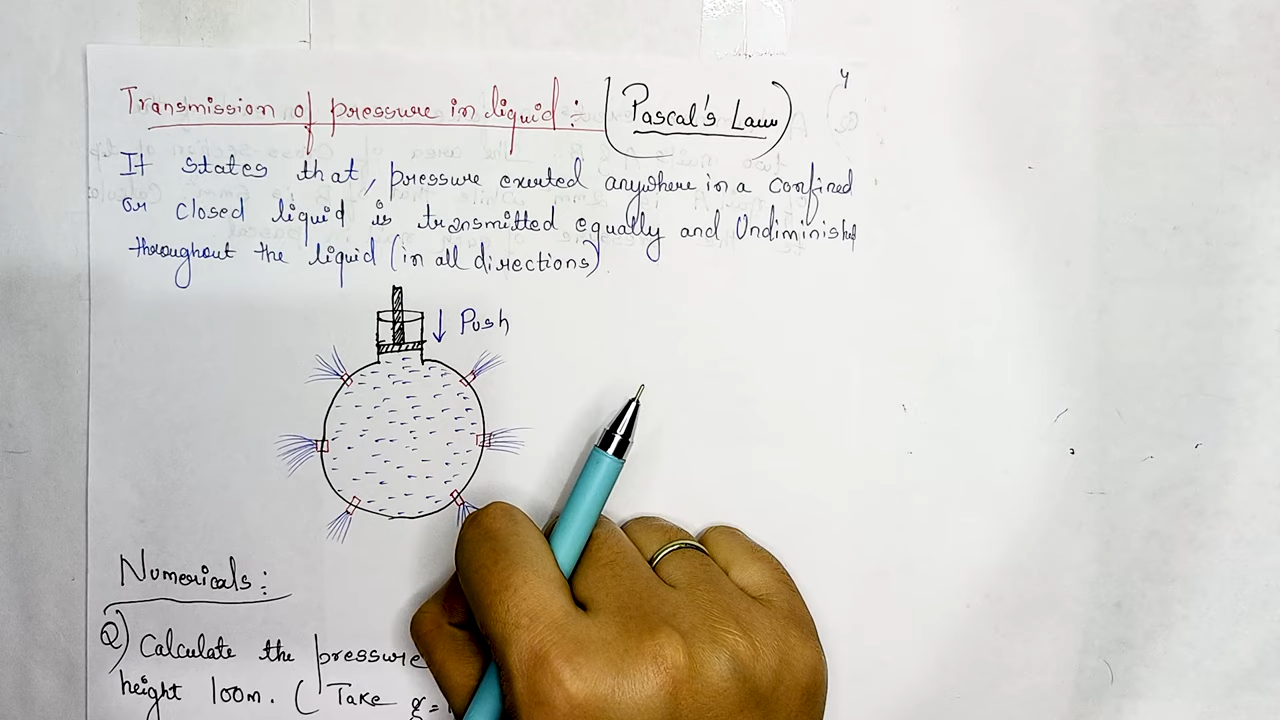 Transmission of pressure in liquid :- (Pascal's Law)
4
It states that, pressure exerted anywhere in a confined
or closed liquid is transmitted equally and Undiminished
throughout the liquid (in all directions).
↓ Push
Numericals :
Q) Calculate the pressure
height 100m. ( Take g=